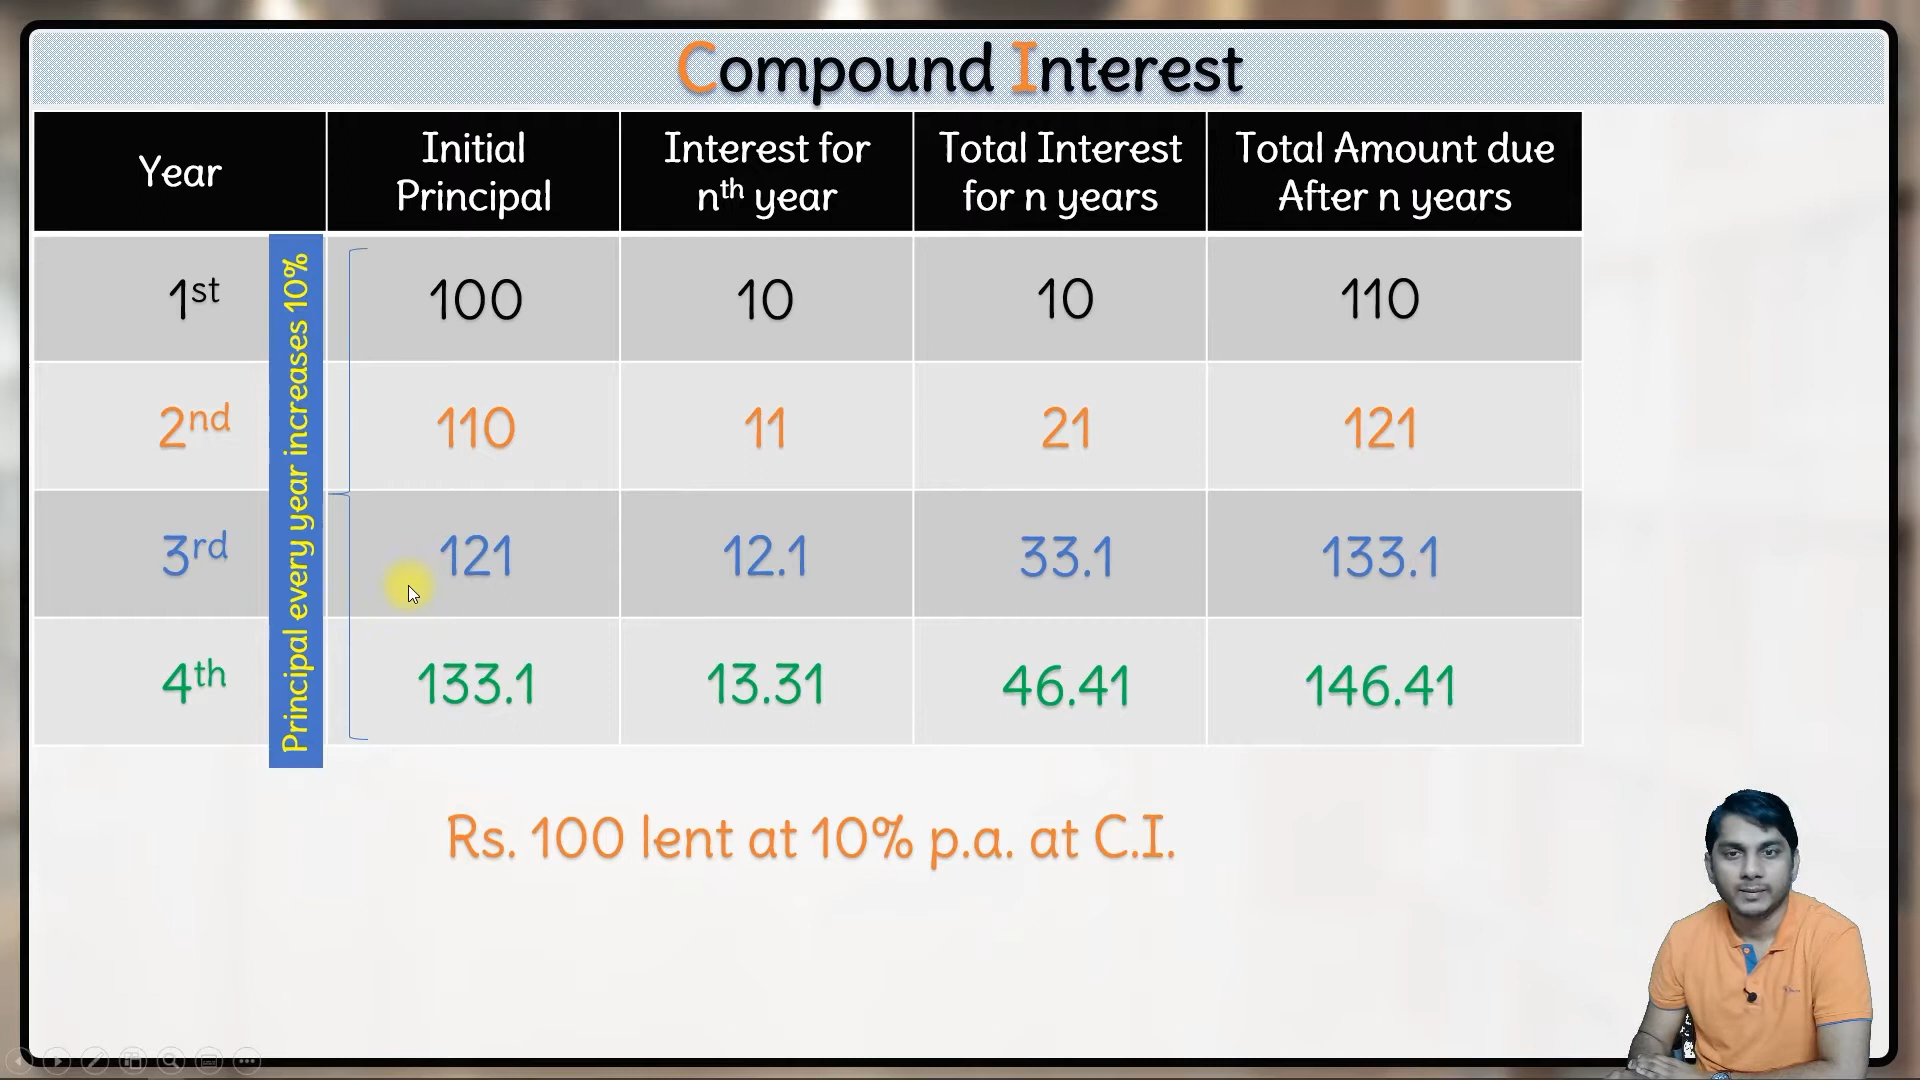 Compound Interest
Year
Initial
Principal
Interest for
nth year
Total Interest
for n years
Total Amount due
After n years
Principal every year increases 10%
1st 100 10 10 110
2nd 110 11 21 121
3rd 121 12.1 33.1 133.1
4th 133.1 13.31 46.41 146.41
Rs. 100 lent at 10% p.a. at C.I.